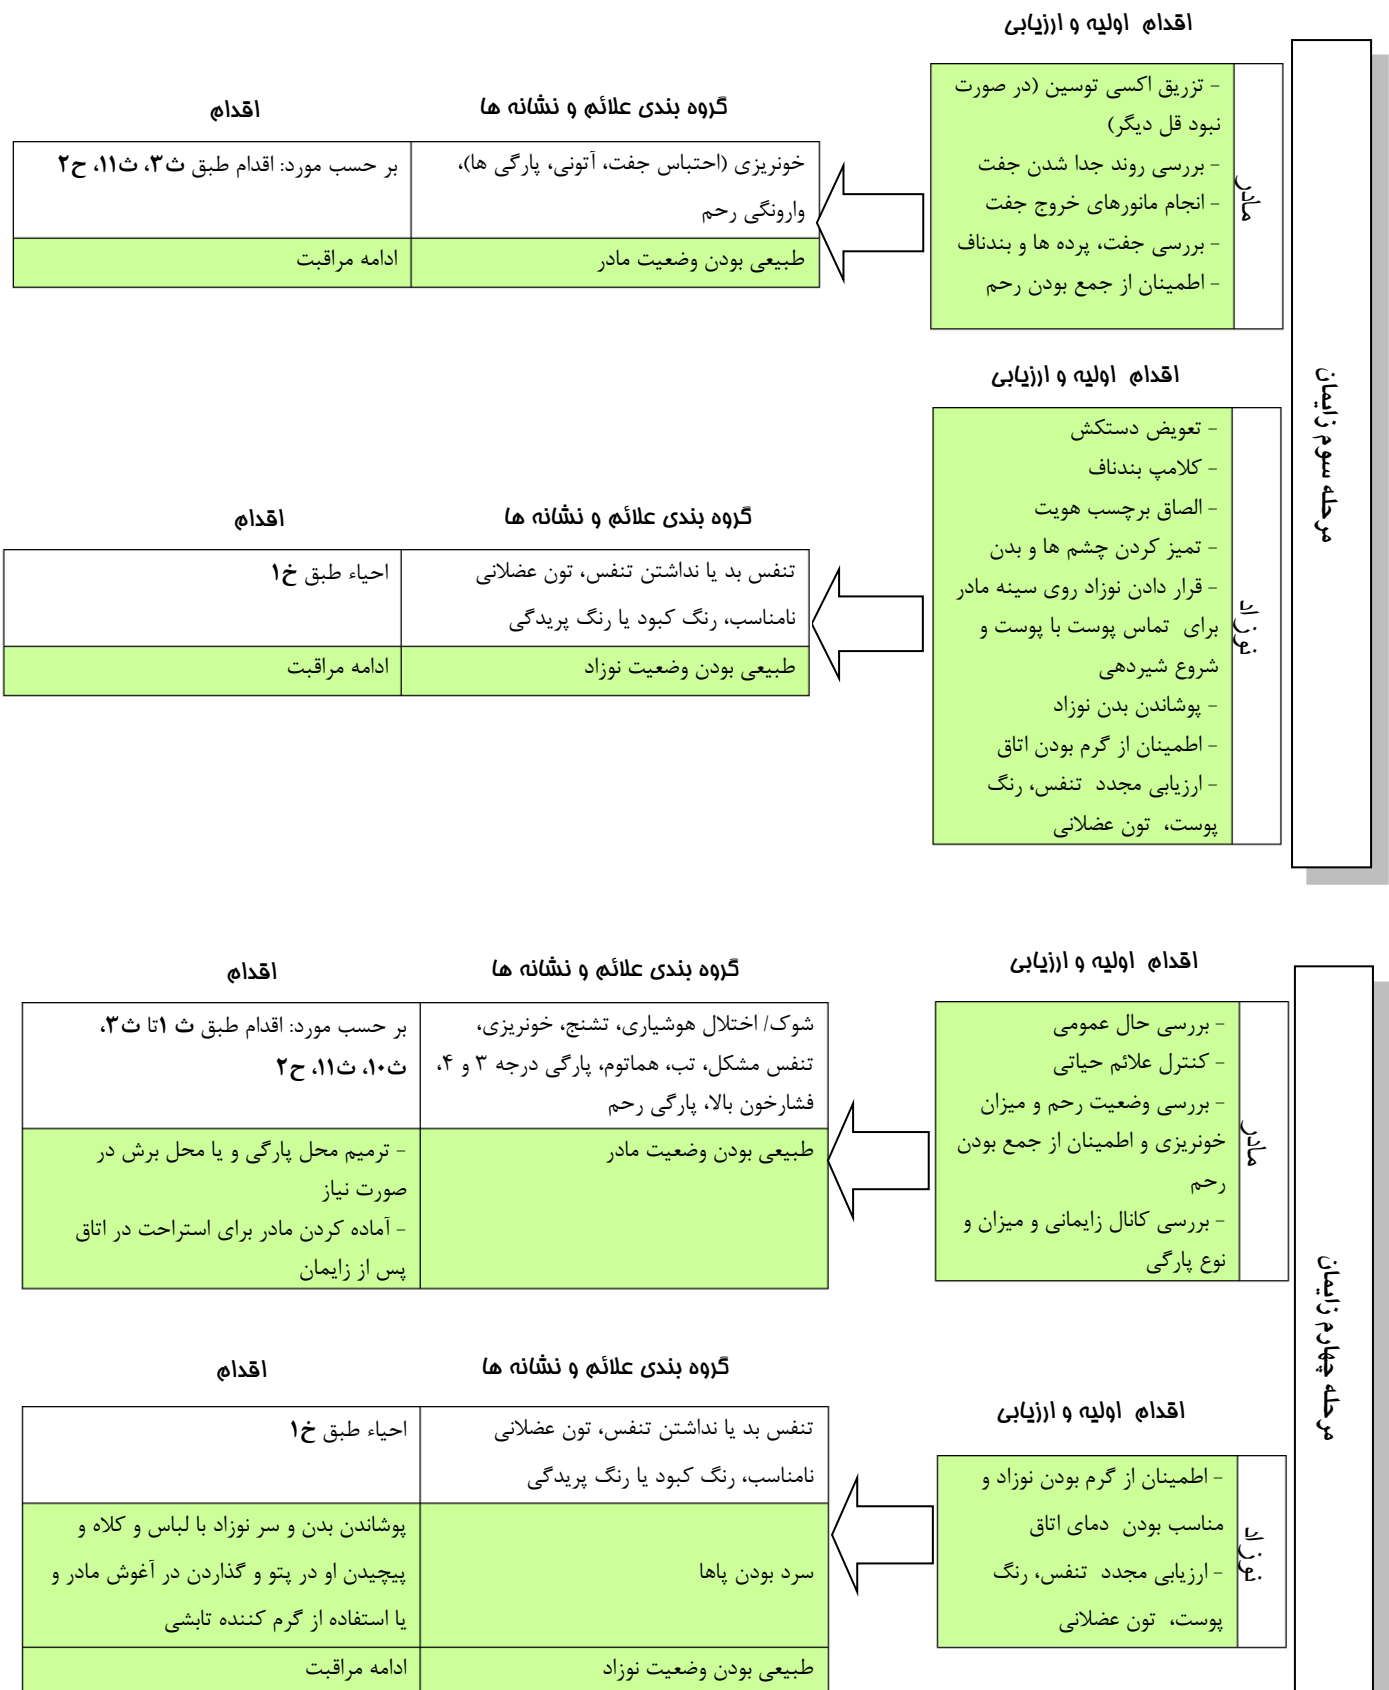 مرحله سوم زایمان
اقدام اولیه و ارزیابی
مادر
- تزریق اکسی توسین (در صورت
نبود قل دیگر)
- بررسی روند جدا شدن جفت
- انجام مانورهای خروج جفت
- بررسی جفت، پرده ها و بندناف
- اطمینان از جمع بودن رحم
گروه بندی علائم و نشانه ها
اقدام
خونریزی (احتباس جفت، آتونی، پارگی ها)،
وارونگی رحم
بر حسب مورد: اقدام طبق ث۳، ث۱۱، ح۲
طبیعی بودن وضعیت مادر
ادامه مراقبت
اقدام اولیه و ارزیابی
نوزاد
- تعویض دستکش
- کلامپ بندناف
- الصاق برچسب هویت
- تمیز کردن چشم ها و بدن
- قرار دادن نوزاد روی سینه مادر
برای تماس پوست با پوست و
شروع شیردهی
- پوشاندن بدن نوزاد
- اطمینان از گرم بودن اتاق
- ارزیابی مجدد تنفس، رنگ
پوست، تون عضلانی
گروه بندی علائم و نشانه ها
اقدام
تنفس بد یا نداشتن تنفس، تون عضلانی
نامناسب، رنگ کبود یا رنگ پریدگی
احیاء طبق خ۱
طبیعی بودن وضعیت نوزاد
ادامه مراقبت
مرحله چهارم زایمان
اقدام اولیه و ارزیابی
مادر
- بررسی حال عمومی
- کنترل علائم حیاتی
- بررسی وضعیت رحم و میزان
خونریزی و اطمینان از جمع بودن
رحم
- بررسی کانال زایمانی و میزان و
نوع پارگی
گروه بندی علائم و نشانه ها
اقدام
شوک/ اختلال هوشیاری، تشنج، خونریزی،
تنفس مشکل، تب، هماتوم، پارگی درجه ۳ و ۴،
فشارخون بالا، پارگی رحم
بر حسب مورد: اقدام طبق ث ۱تا ث۳،
ث۱۰، ث۱۱، ح۲
طبیعی بودن وضعیت مادر
- ترمیم محل پارگی و یا محل برش در
صورت نیاز
- آماده کردن مادر برای استراحت در اتاق
پس از زایمان
اقدام اولیه و ارزیابی
نوزاد
- اطمینان از گرم بودن نوزاد و
مناسب بودن دمای اتاق
- ارزیابی مجدد تنفس، رنگ
پوست، تون عضلانی
گروه بندی علائم و نشانه ها
اقدام
تنفس بد یا نداشتن تنفس، تون عضلانی
نامناسب، رنگ کبود یا رنگ پریدگی
احیاء طبق خ۱
سرد بودن پاها
پوشاندن بدن و سر نوزاد با لباس و کلاه و
پیچیدن او در پتو و گذاردن در آغوش مادر و
یا استفاده از گرم کننده تابشی
طبیعی بودن وضعیت نوزاد
ادامه مراقبت